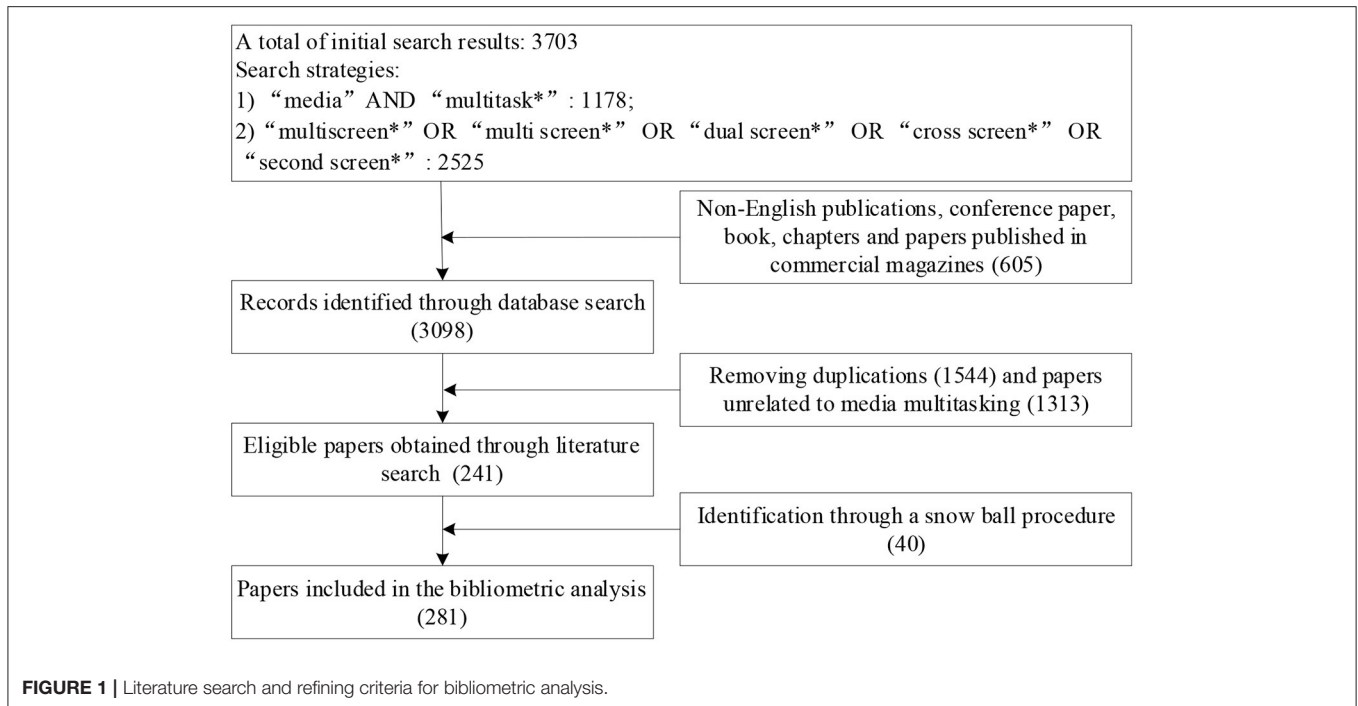 A total of initial search results: 3703
Search strategies:
1) “media” AND “multitask*” : 1178;
2) “multiscreen*” OR “multi screen*” OR “dual screen*” OR “cross screen*” OR
“second screen*” : 2525
Non-English publications, conference paper,
book, chapters and papers published in
commercial magazines (605)
Records identified through database search
(3098)
Removing duplications (1544) and papers
unrelated to media multitasking (1313)
Eligible papers obtained through literature
search (241)
Identification through a snow ball procedure
(40)
Papers included in the bibliometric analysis
(281)
FIGURE 1 | Literature search and refining criteria for bibliometric analysis.